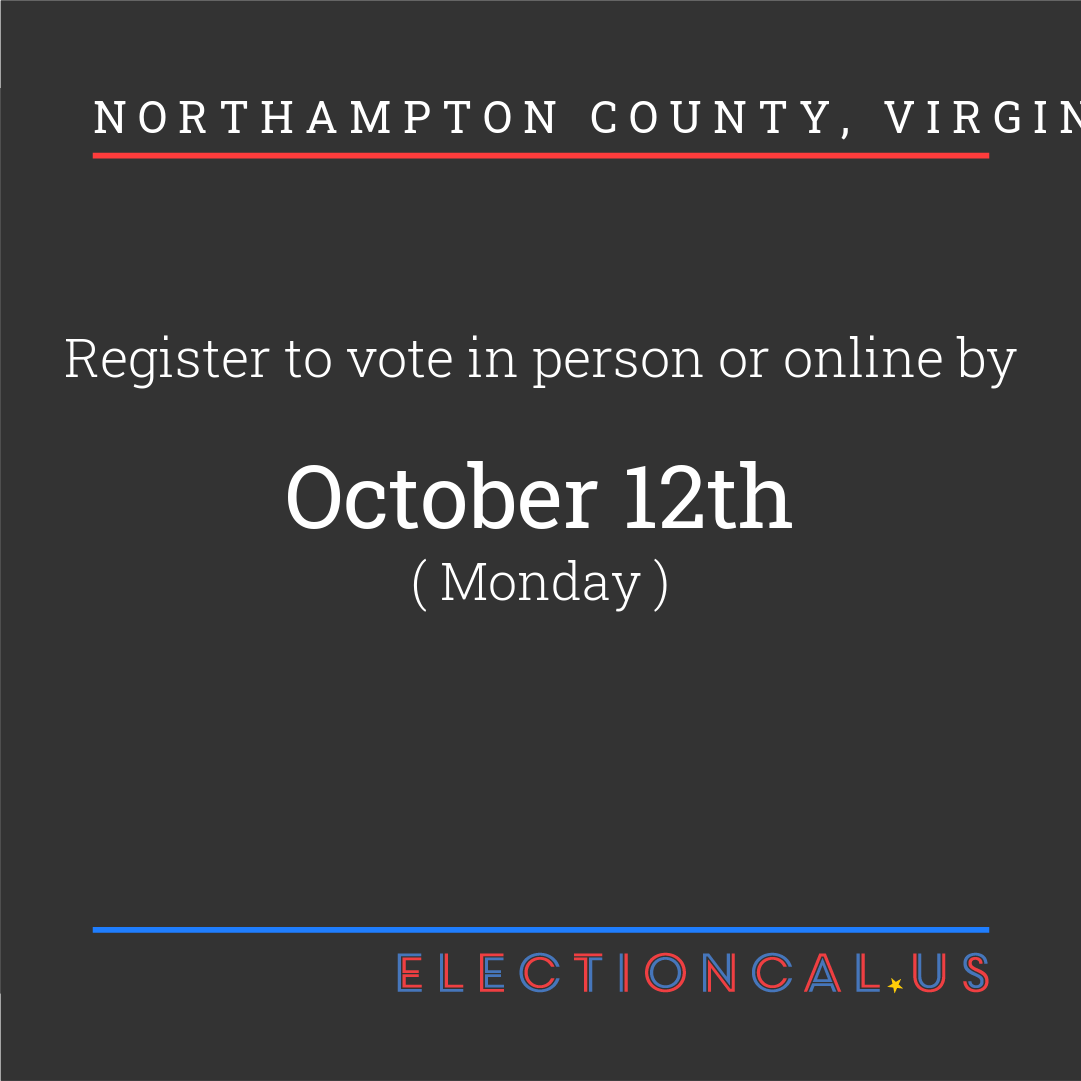 NORTHAMPTON COUNTY, VIRGIN
Register to vote in person or online by
October 12th
( Monday )
ELECTIONCAL.US